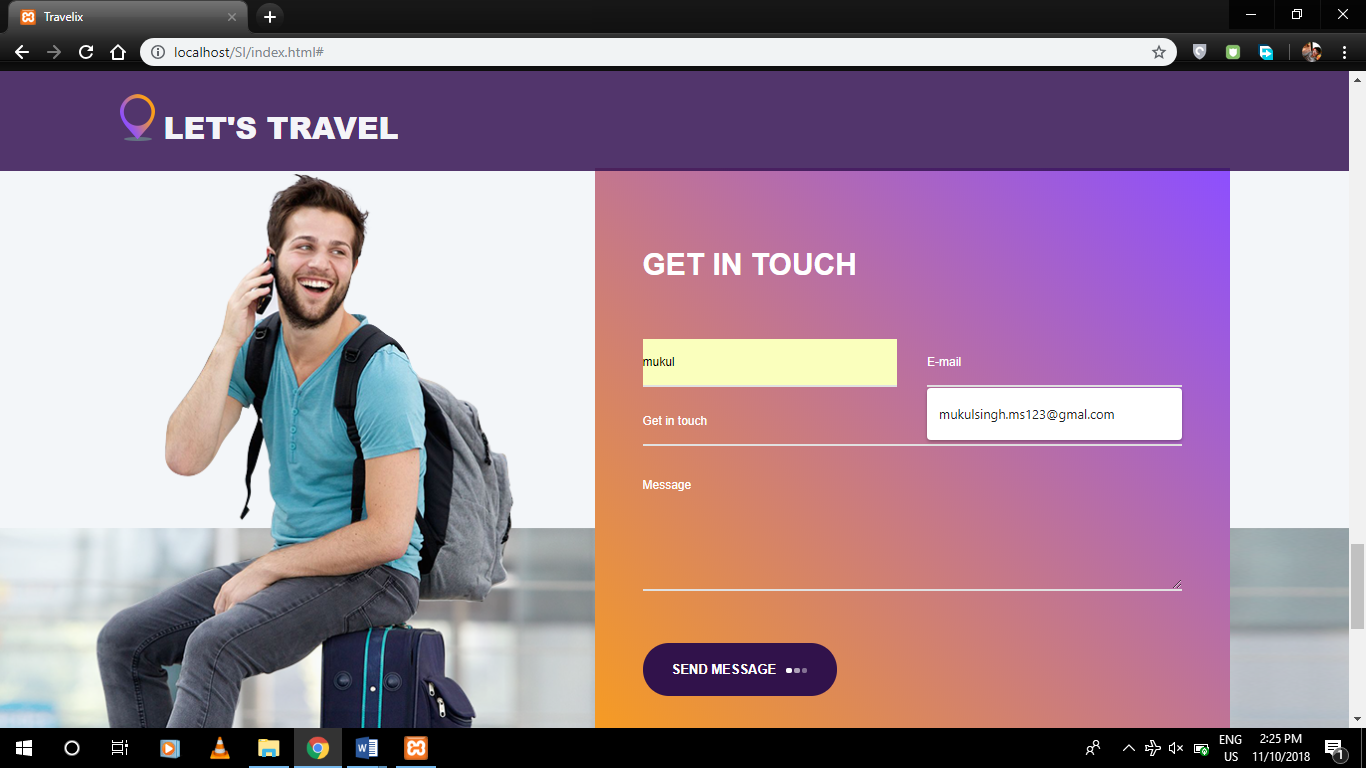 Travelix
localhost/SI/index.html#
LET'S TRAVEL
GET IN TOUCH
mukul
E-mail
mukulsingh.ms123@gmal.com
Get in touch
Message
SEND MESSAGE
ENG
US
2:25 PM
11/10/2018
1